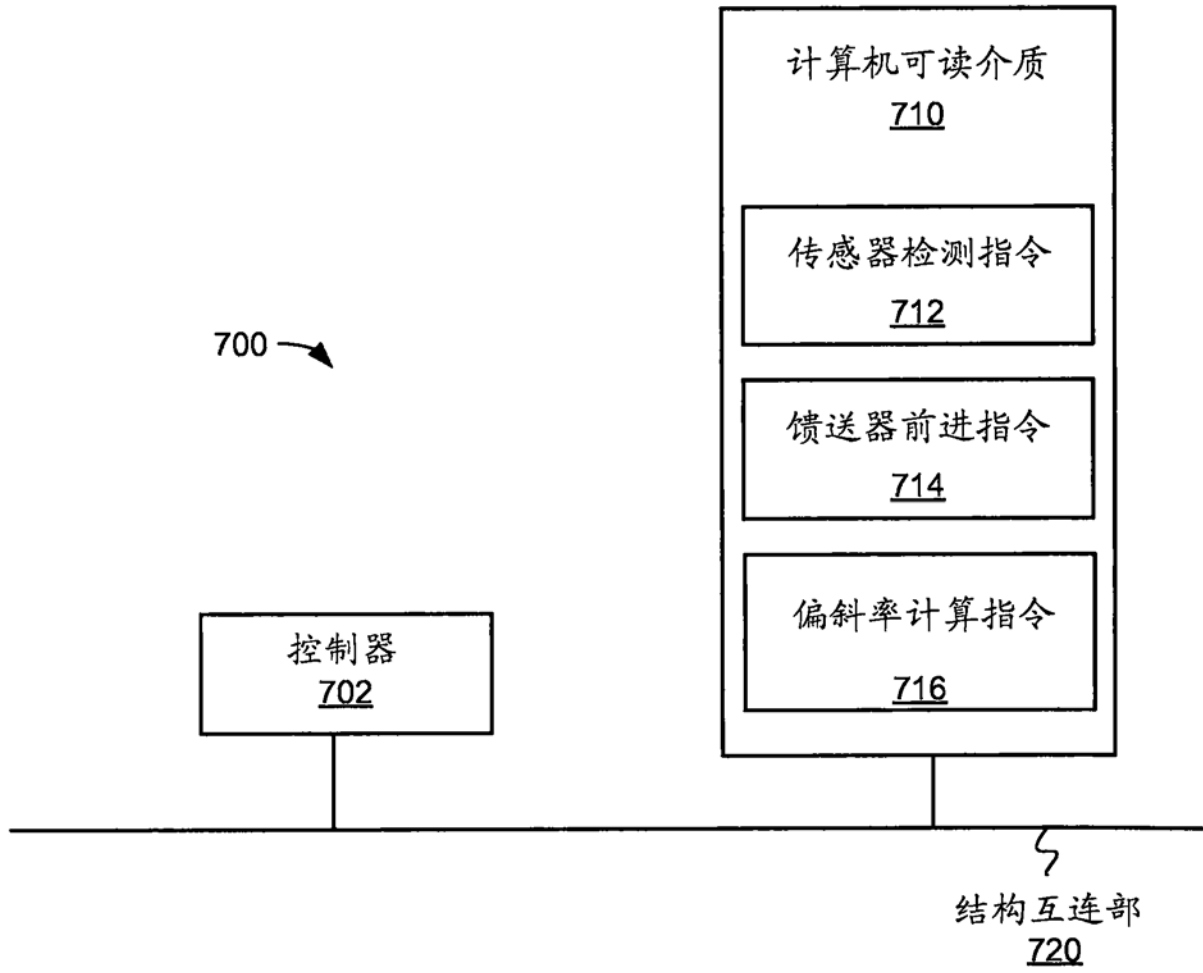 计算机可读介质
710
传感器检测指令
712
700
馈送器前进指令
714
偏斜率计算指令
716
控制器
702
结构互连部
720